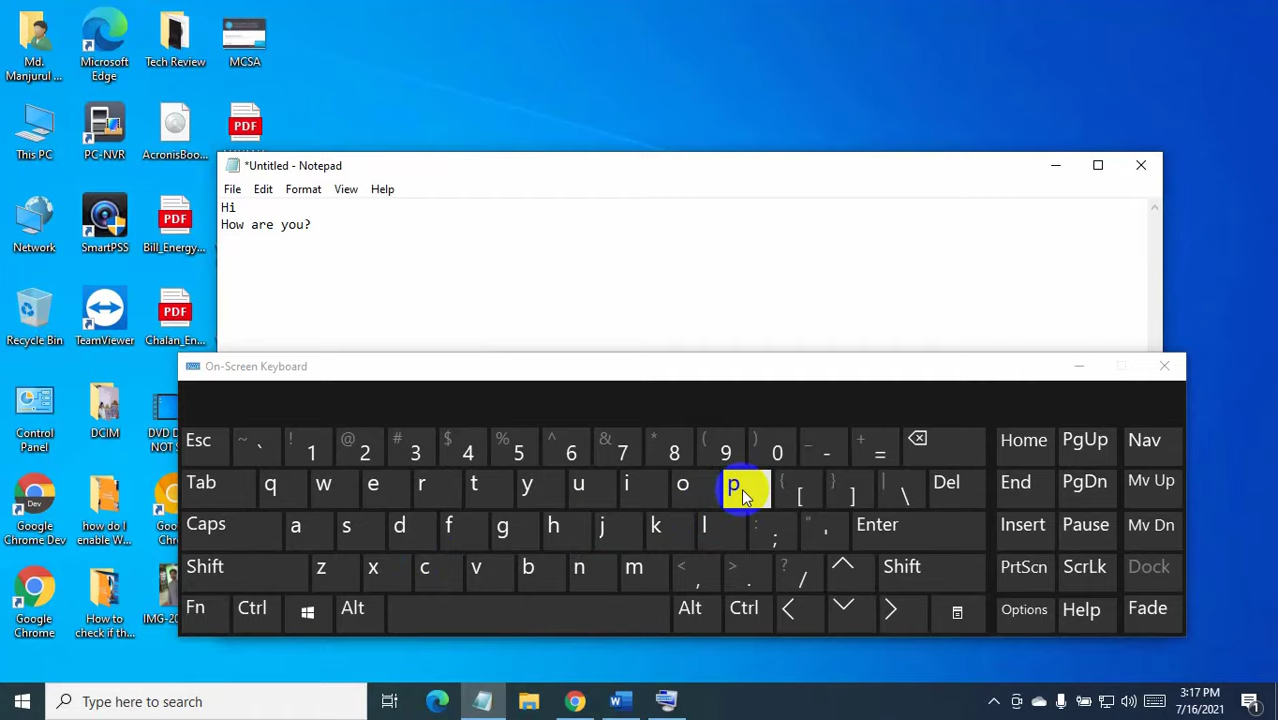 Md. Manjurul ...
Microsoft Edge
Tech Review
MCSA
This PC
PC-NVR
AcronisBoo...
PDF
Network
SmartPSS
PDF
Bill_Energy...
Recycle Bin
TeamViewer
PDF
Chalan_En...
Control Panel
DCIM
DVD D
NOT S
Dev
Google Chrome Dev
how do I enable W...
Goo
Chr
Google Chrome
How to check if th...
IMG-20
*Untitled - Notepad
File Edit Format View Help
Hi
How are you?
On-Screen Keyboard
Esc ~ ` ! 1 @ 2 # 3 $ 4 % 5 ^ 6 & 7 * 8 ( 9 ) 0 _ - + = Home PgUp Nav
Tab q w e r t y u i o p { [ } ] | \ Del End PgDn Mv Up
Caps a s d f g h j k l : ; " ' Enter Insert Pause Mv Dn
Shift z x c v b n m < , > . ? / Shift PrtScn ScrLk Dock
Fn Ctrl Alt Alt Ctrl Options Help Fade
Type here to search
3:17 PM
7/16/2021
1